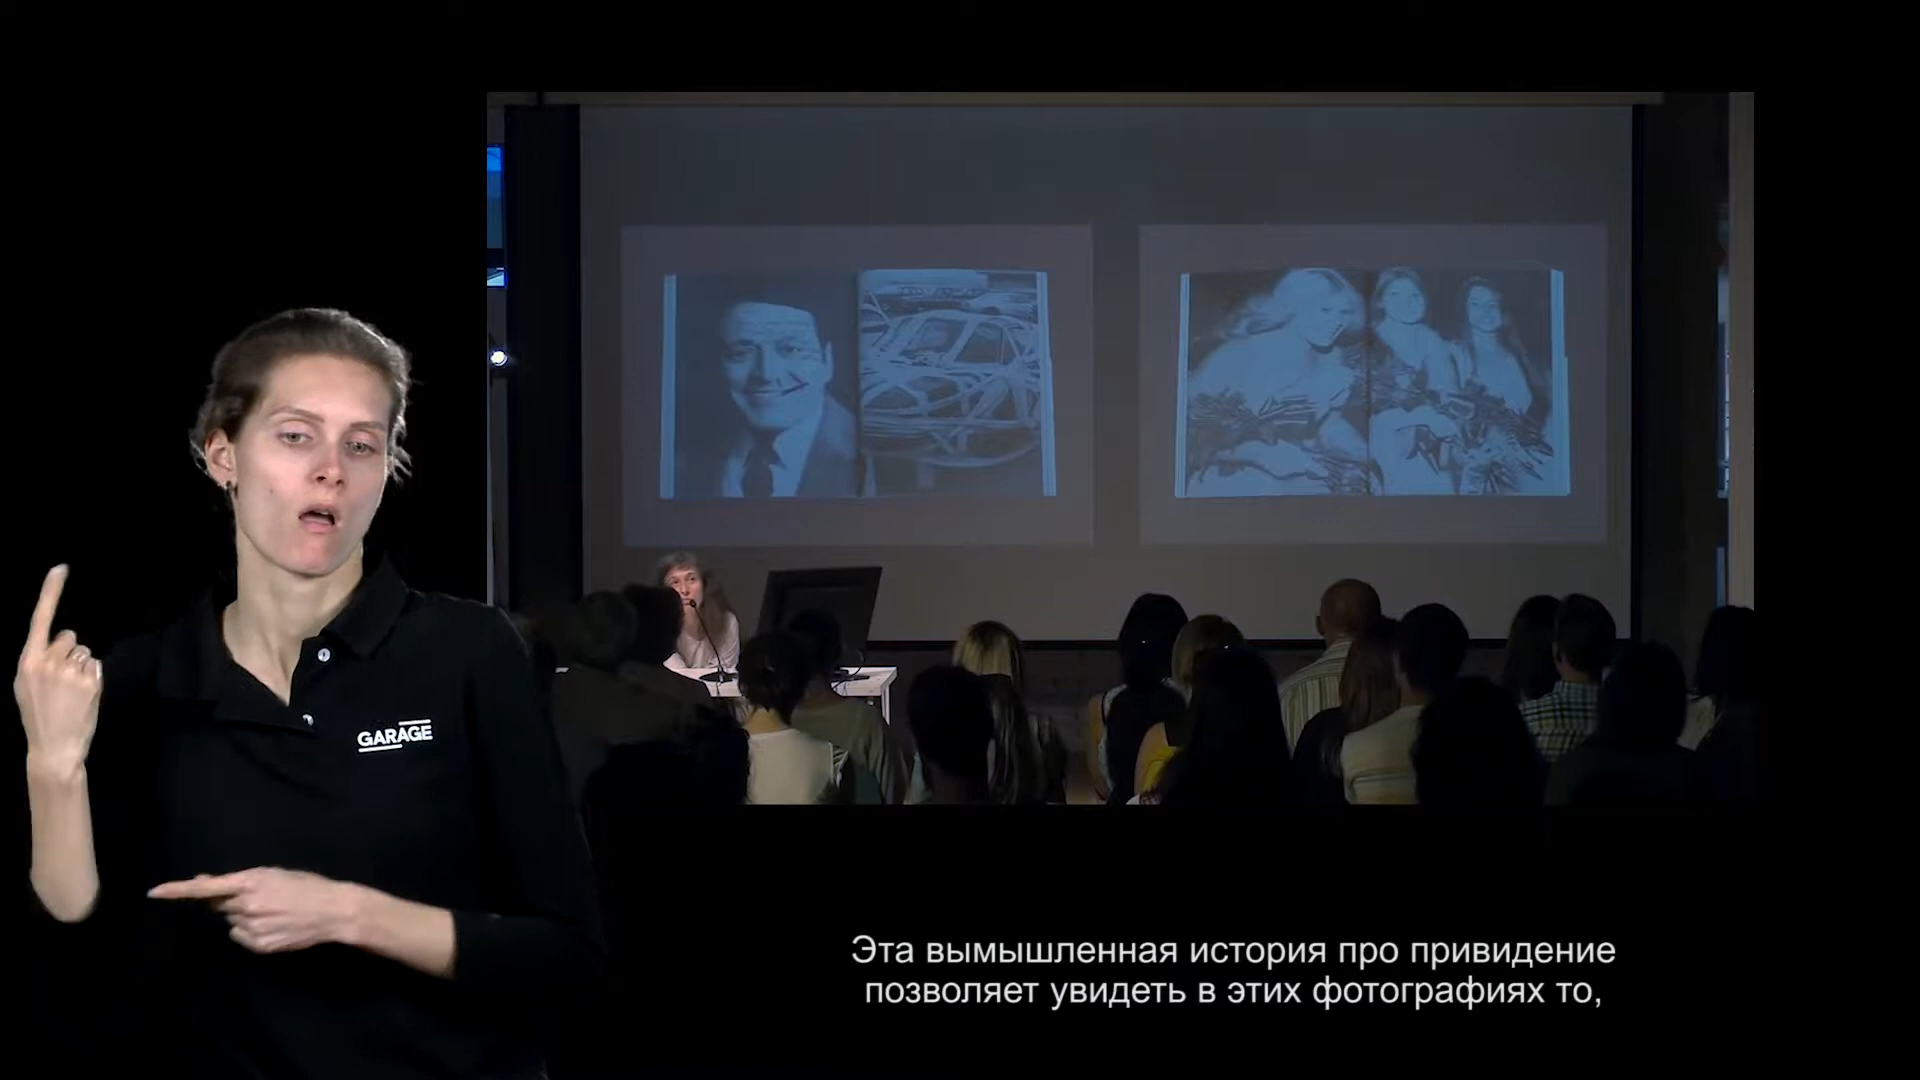 GARAGE
Эта вымышленная история про привидение
позволяет увидеть в этих фотографиях то,